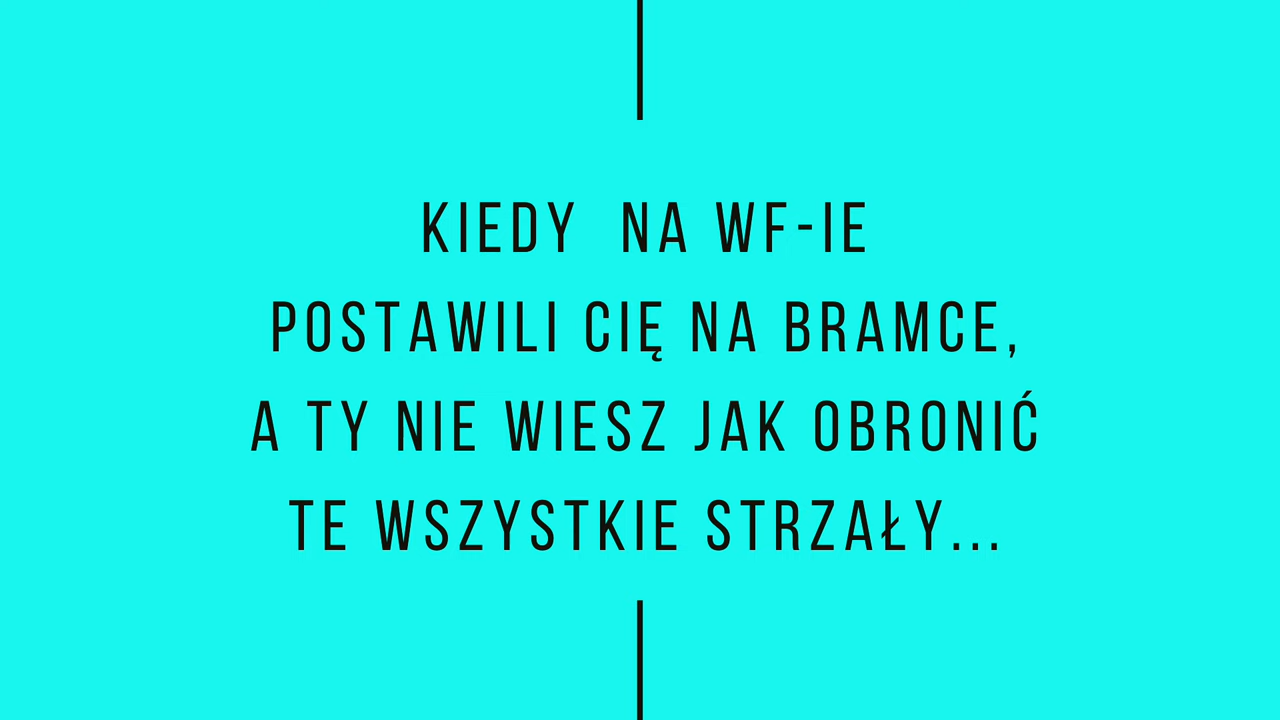 KIEDY NA WF-IE
POSTAWILI CIĘ NA BRAMCE,
A TY NIE WIESZ JAK OBRONIĆ
TE WSZYSTKIE STRZAŁY...